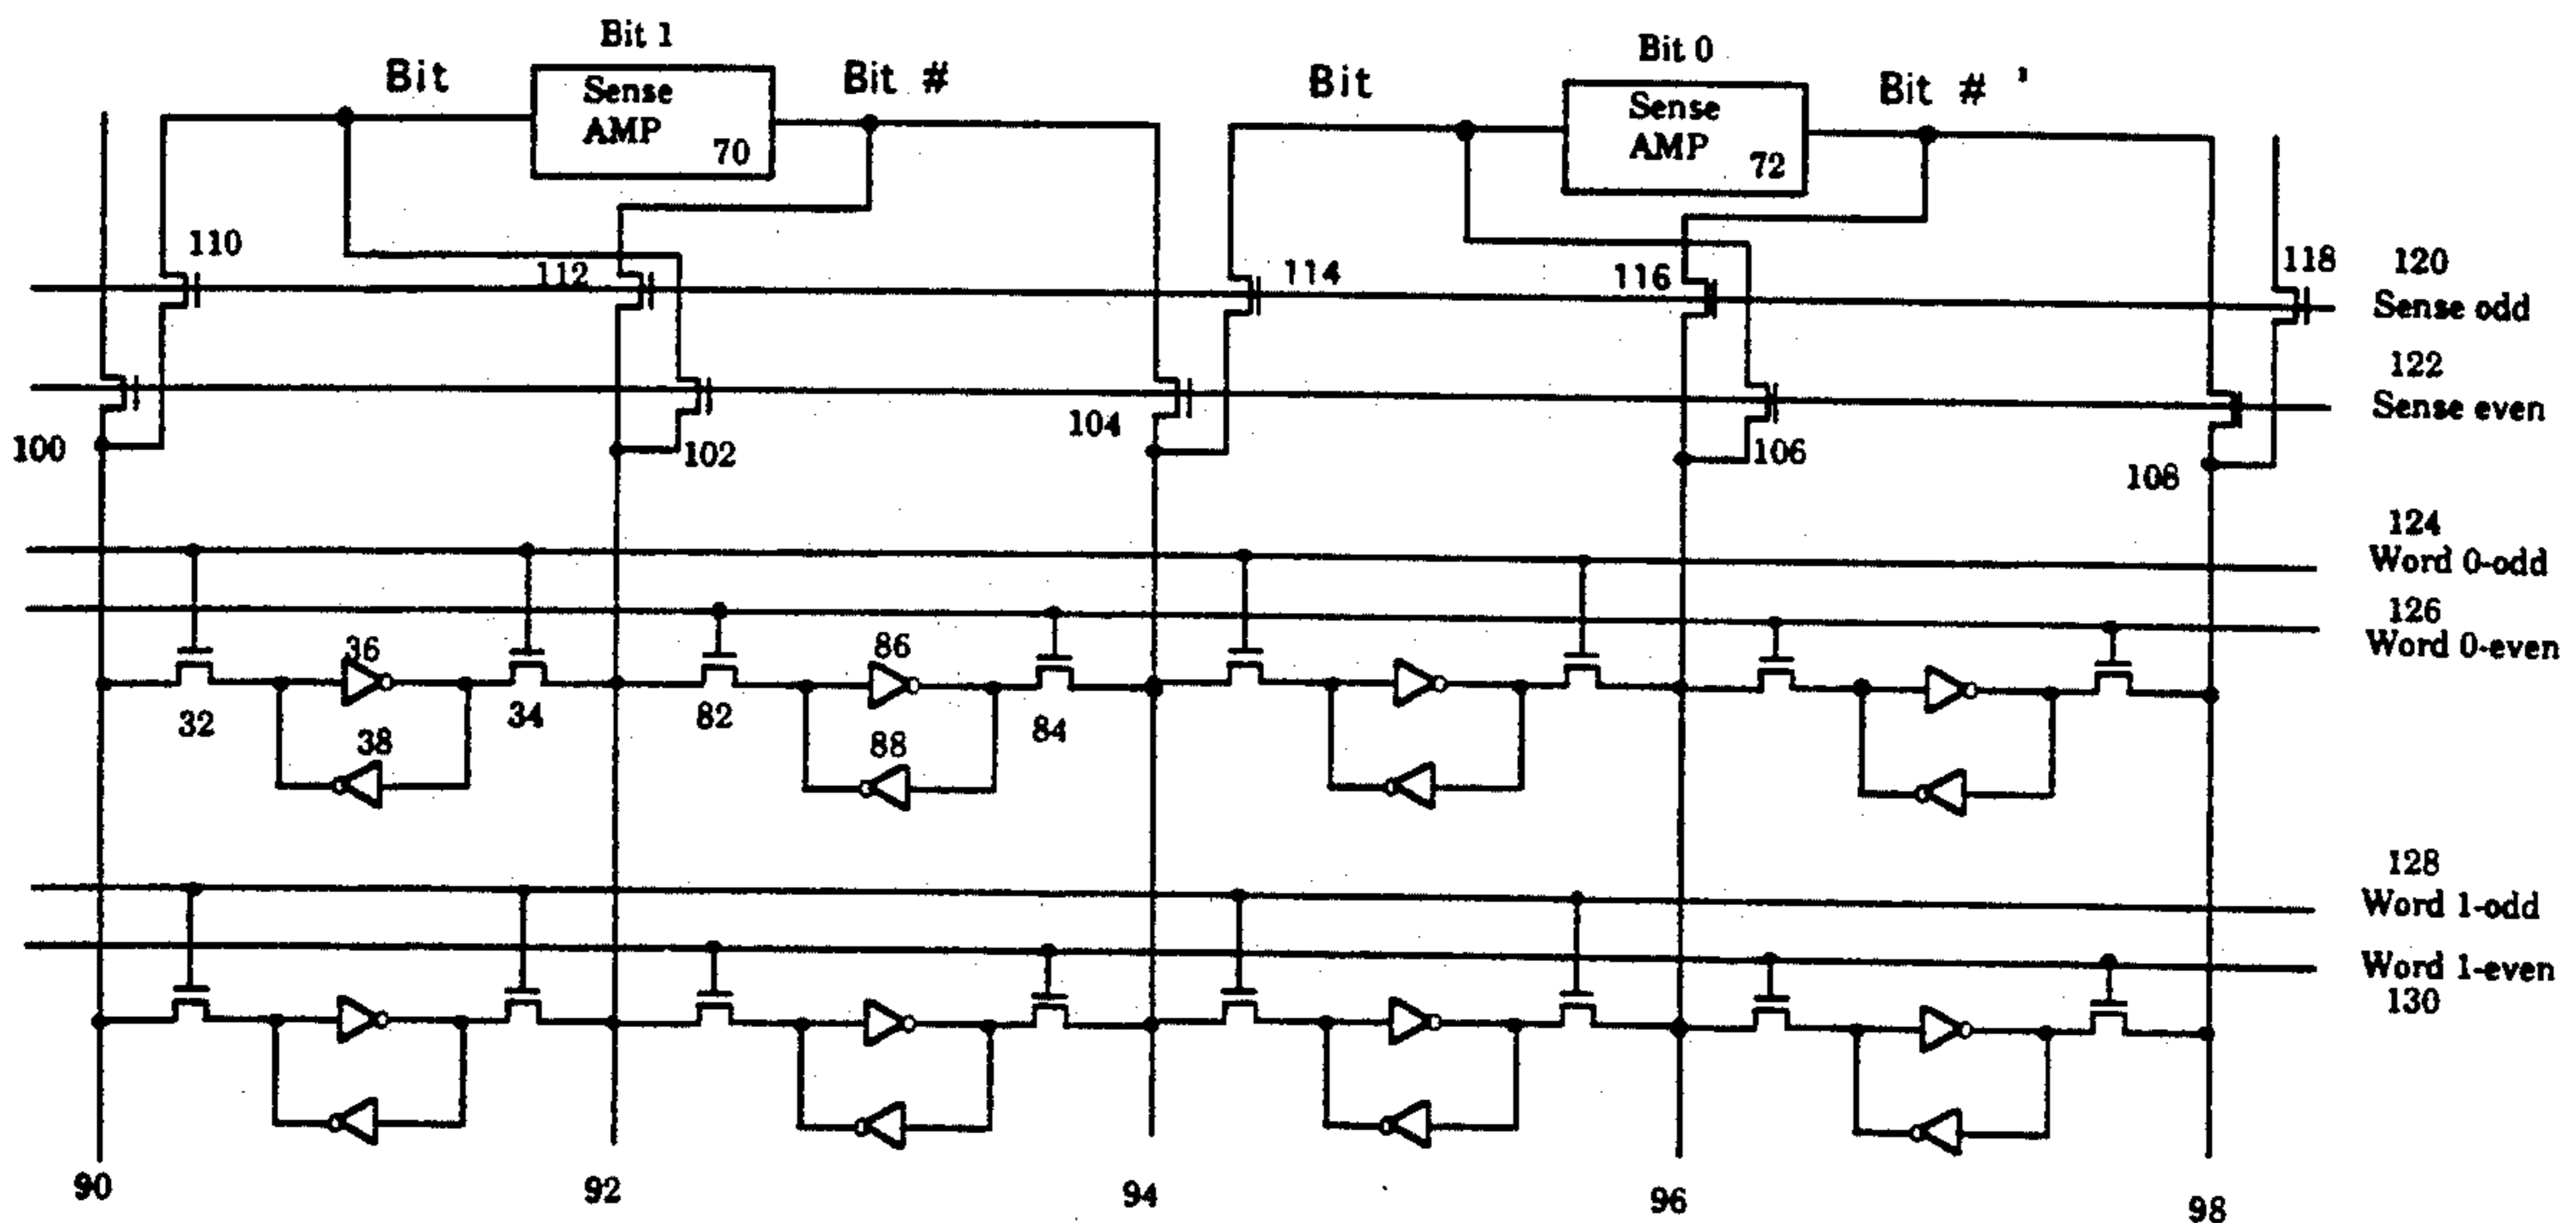 Bit 1
Bit 0
Bit
Bit #
Bit
Bit #
Sense
AMP
70
Sense
AMP
72
110
112
114
116
118
120
Sense odd
122
Sense even
100
102
104
106
108
124
Word 0-odd
126
Word 0-even
36
86
32
34
82
84
38
88
128
Word 1-odd
Word 1-even
130
90
92
94
96
98